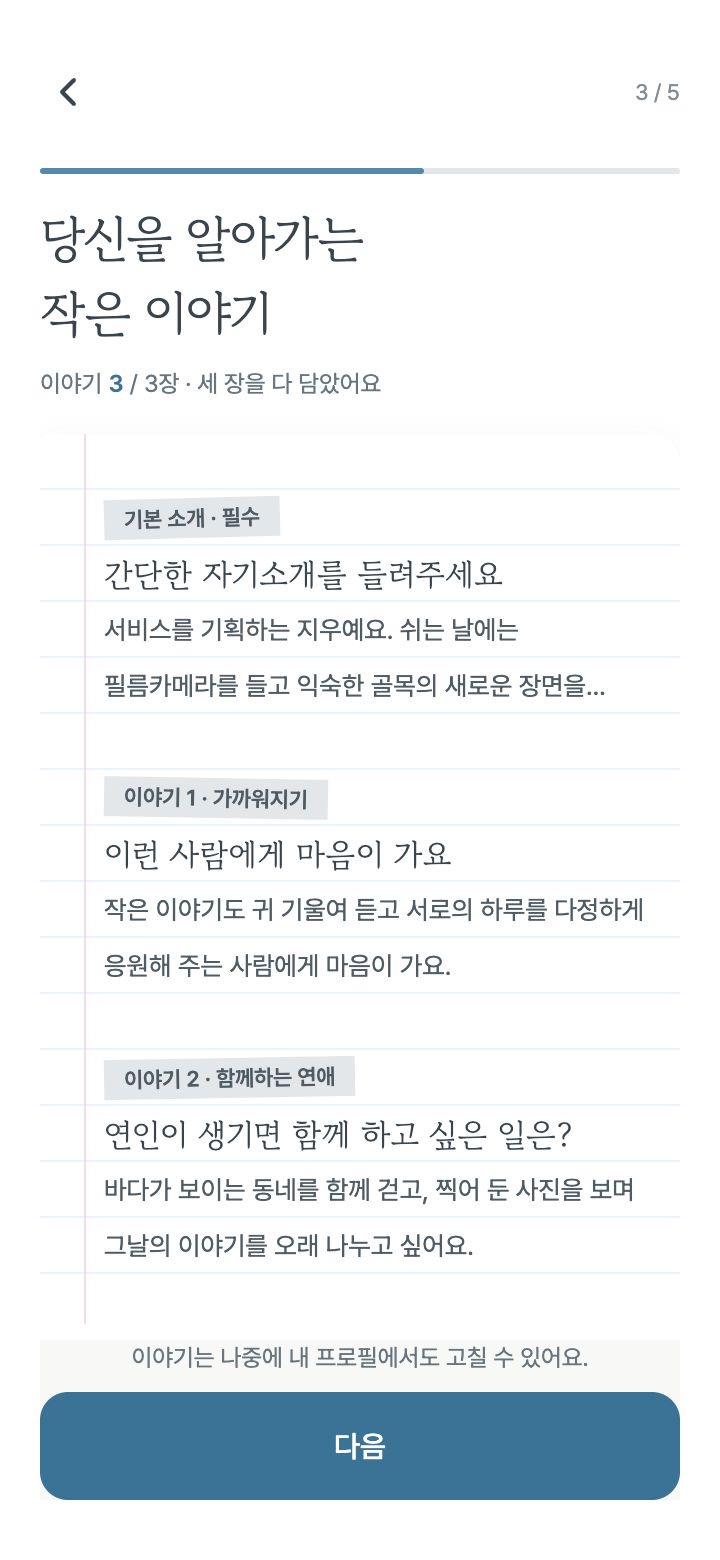 3 / 5
당신을 알아가는
작은 이야기
이야기 3 / 3장 · 세 장을 다 담았어요
기본 소개 · 필수
간단한 자기소개를 들려주세요
서비스를 기획하는 지우예요. 쉬는 날에는
필름카메라를 들고 익숙한 골목의 새로운 장면을...
이야기 1 · 가까워지기
이런 사람에게 마음이 가요
작은 이야기도 귀 기울여 듣고 서로의 하루를 다정하게
응원해 주는 사람에게 마음이 가요.
이야기 2 · 함께하는 연애
연인이 생기면 함께 하고 싶은 일은?
바다가 보이는 동네를 함께 걷고, 찍어 둔 사진을 보며
그날의 이야기를 오래 나누고 싶어요.
이야기는 나중에 내 프로필에서도 고칠 수 있어요.
다음